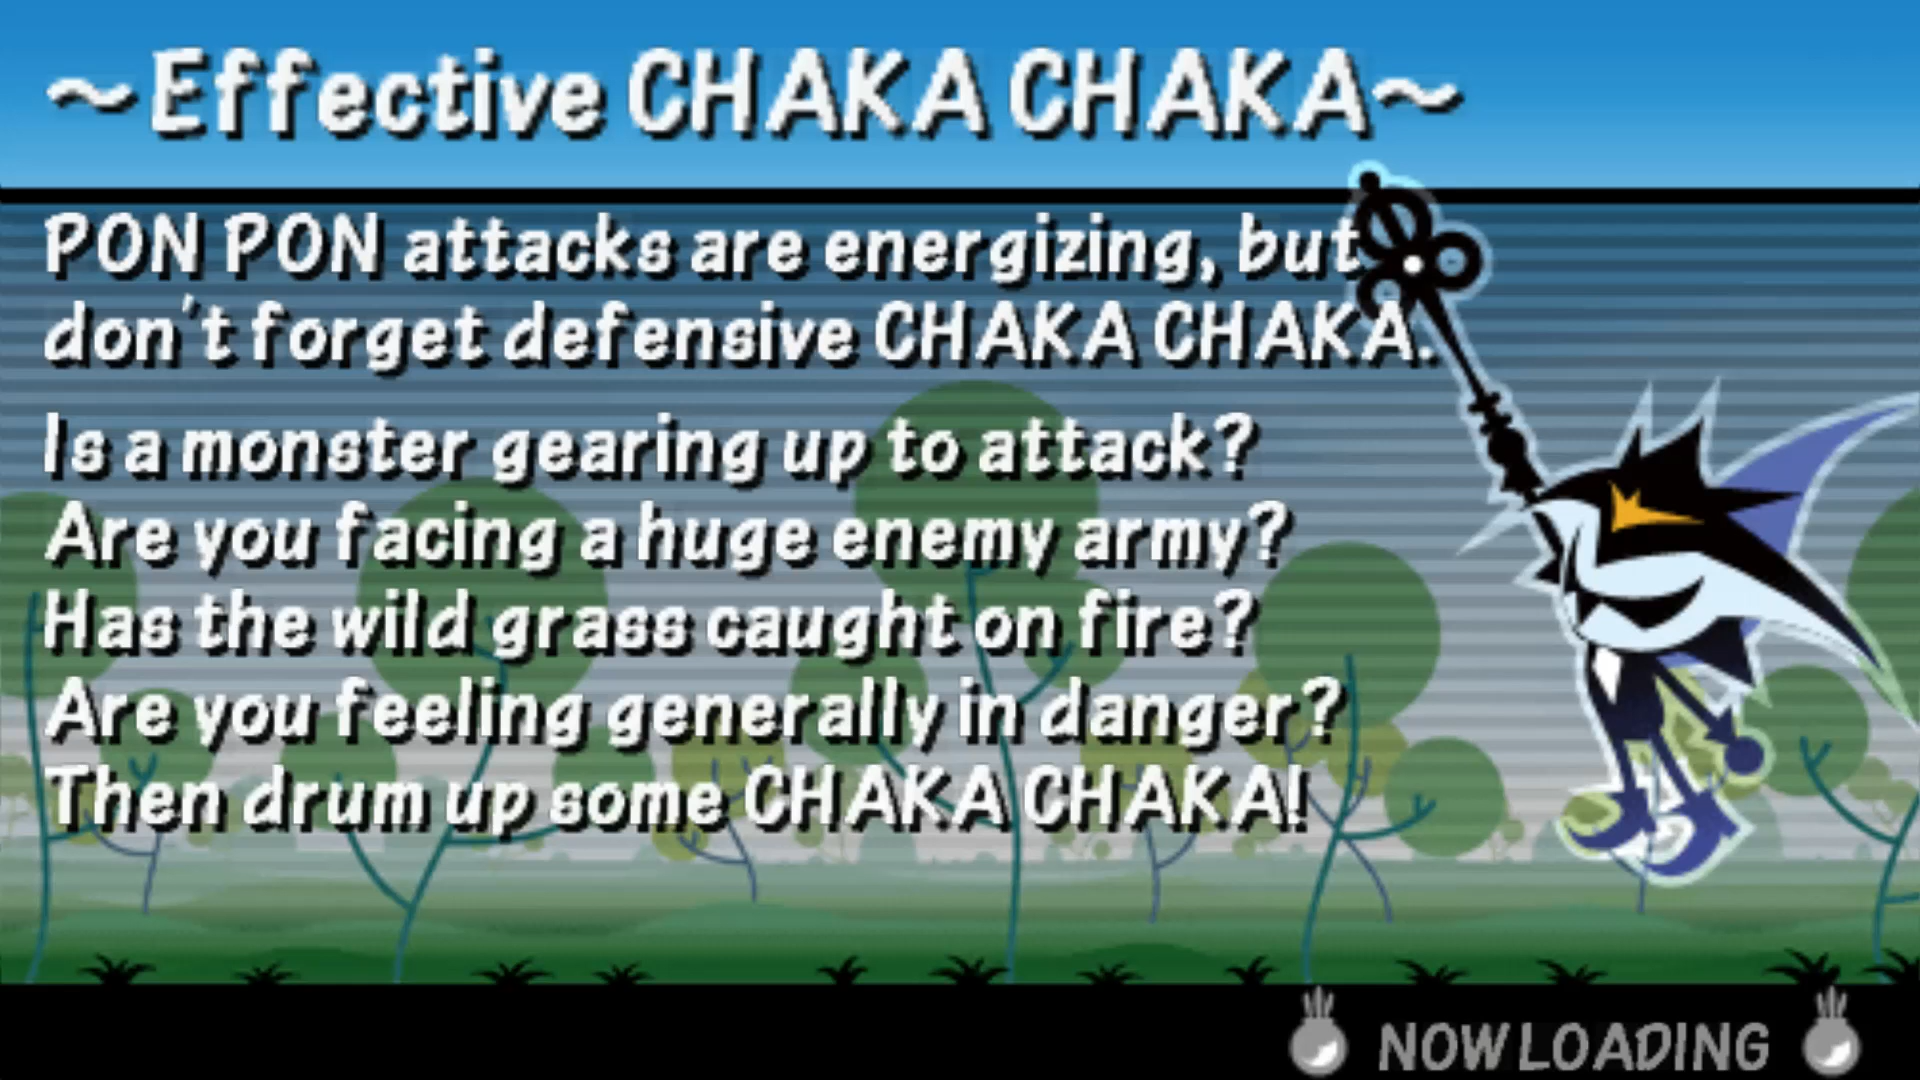 ~Effective CHAKA CHAKA~
PON PON attacks are energizing, but
don't forget defensive CHAKA CHAKA.
Is a monster gearing up to attack?
Are you facing a huge enemy army?
Has the wild grass caught on fire?
Are you feeling generally in danger?
Then drum up some CHAKA CHAKA!
NOW LOADING